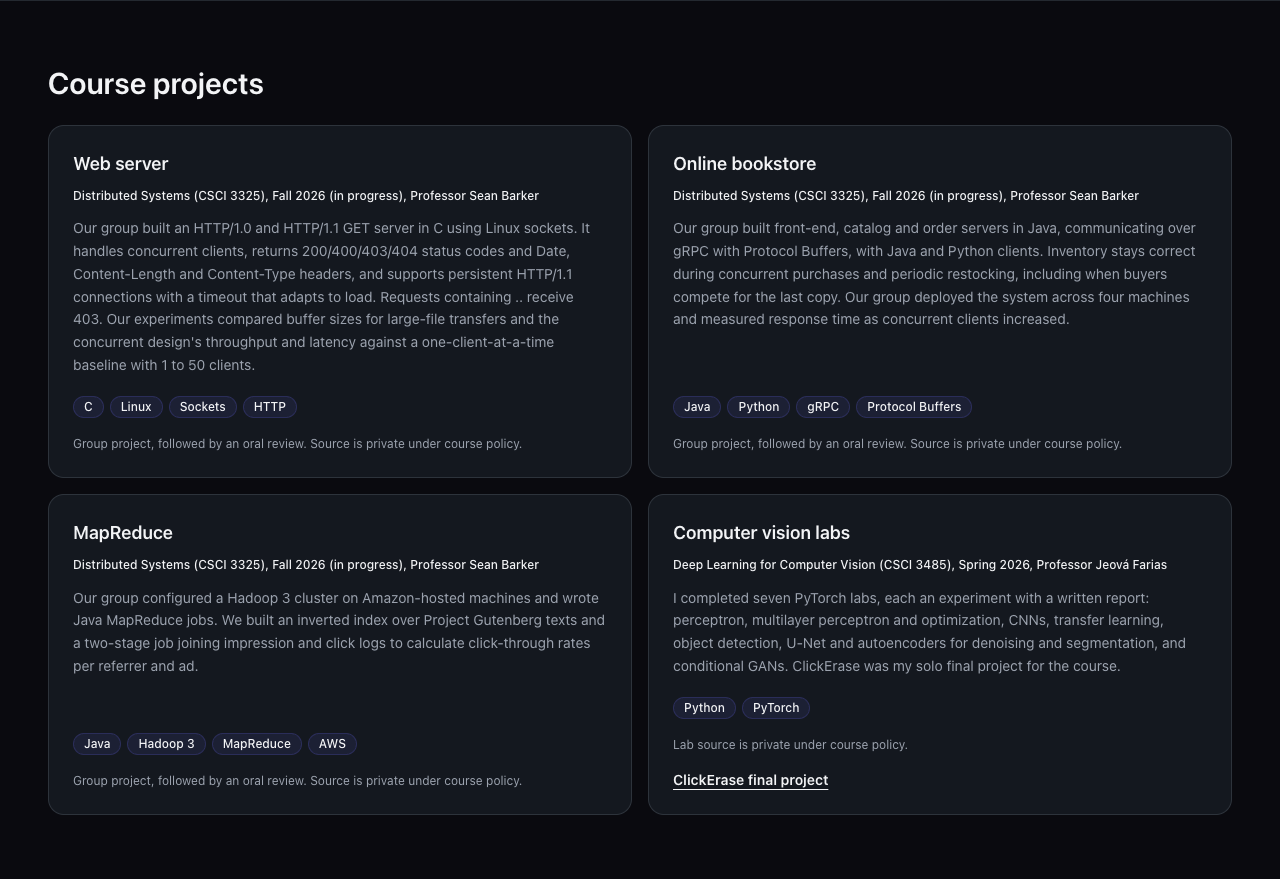 Course projects
Web server
Distributed Systems (CSCI 3325), Fall 2026 (in progress), Professor Sean Barker
Our group built an HTTP/1.0 and HTTP/1.1 GET server in C using Linux sockets. It
handles concurrent clients, returns 200/400/403/404 status codes and Date,
Content-Length and Content-Type headers, and supports persistent HTTP/1.1
connections with a timeout that adapts to load. Requests containing .. receive
403. Our experiments compared buffer sizes for large-file transfers and the
concurrent design's throughput and latency against a one-client-at-a-time
baseline with 1 to 50 clients.
C
Linux
Sockets
HTTP
Group project, followed by an oral review. Source is private under course policy.
Online bookstore
Distributed Systems (CSCI 3325), Fall 2026 (in progress), Professor Sean Barker
Our group built front-end, catalog and order servers in Java, communicating over
gRPC with Protocol Buffers, with Java and Python clients. Inventory stays correct
during concurrent purchases and periodic restocking, including when buyers
compete for the last copy. Our group deployed the system across four machines
and measured response time as concurrent clients increased.
Java
Python
gRPC
Protocol Buffers
Group project, followed by an oral review. Source is private under course policy.
MapReduce
Distributed Systems (CSCI 3325), Fall 2026 (in progress), Professor Sean Barker
Our group configured a Hadoop 3 cluster on Amazon-hosted machines and wrote
Java MapReduce jobs. We built an inverted index over Project Gutenberg texts and
a two-stage job joining impression and click logs to calculate click-through rates
per referrer and ad.
Java
Hadoop 3
MapReduce
AWS
Group project, followed by an oral review. Source is private under course policy.
Computer vision labs
Deep Learning for Computer Vision (CSCI 3485), Spring 2026, Professor Jeová Farias
I completed seven PyTorch labs, each an experiment with a written report:
perceptron, multilayer perceptron and optimization, CNNs, transfer learning,
object detection, U-Net and autoencoders for denoising and segmentation, and
conditional GANs. ClickErase was my solo final project for the course.
Python
PyTorch
Lab source is private under course policy.
ClickErase final project